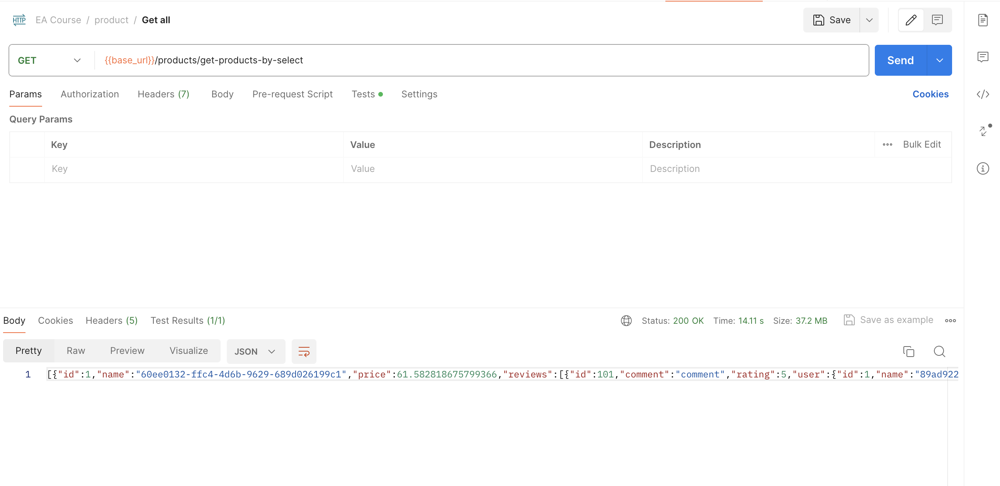 HTTP EA Course / product / Get all Save
GET {{base_url}}/products/get-products-by-select Send
Params Authorization Headers (7) Body Pre-request Script Tests Settings Cookies
Query Params
Key Value Description Bulk Edit
Key Value Description
Body Cookies Headers (5) Test Results (1/1) Status: 200 OK Time: 14.11 s Size: 37.2 MB Save as example
Pretty Raw Preview Visualize JSON
1 [{"id":1,"name":"60ee0132-ffc4-4d6b-9629-689d026199c1","price":61.582818675799366,"reviews":[{"id":101,"comment":"comment","rating":5,"user":{"id":1,"name":"89ad922